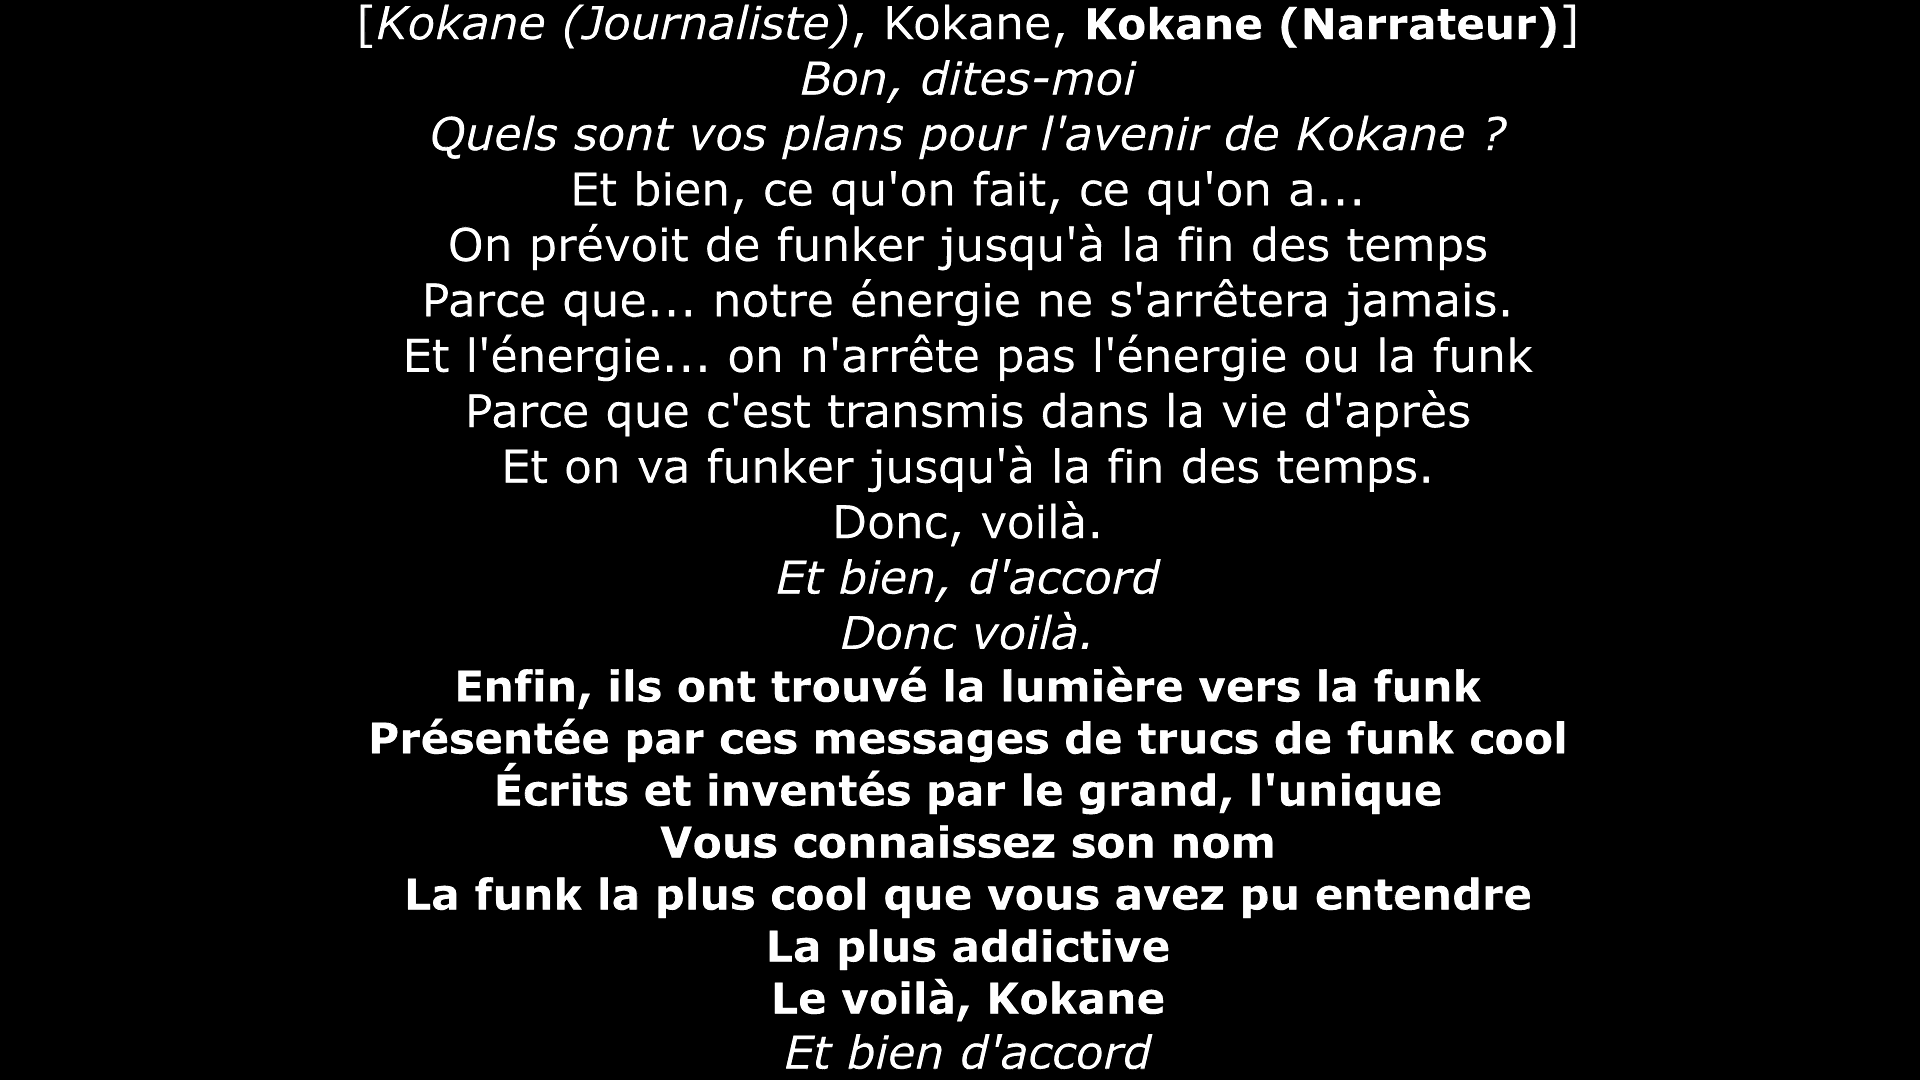 [Kokane (Journaliste), Kokane, Kokane (Narrateur)]
Bon, dites-moi
Quels sont vos plans pour l'avenir de Kokane ?
Et bien, ce qu'on fait, ce qu'on a...
On prévoit de funker jusqu'à la fin des temps
Parce que... notre énergie ne s'arrêtera jamais.
Et l'énergie... on n'arrête pas l'énergie ou la funk
Parce que c'est transmis dans la vie d'après
Et on va funker jusqu'à la fin des temps.
Donc, voilà.
Et bien, d'accord
Donc voilà.
Enfin, ils ont trouvé la lumière vers la funk
Présentée par ces messages de trucs de funk cool
Écrits et inventés par le grand, l'unique
Vous connaissez son nom
La funk la plus cool que vous avez pu entendre
La plus addictive
Le voilà, Kokane
Et bien d'accord